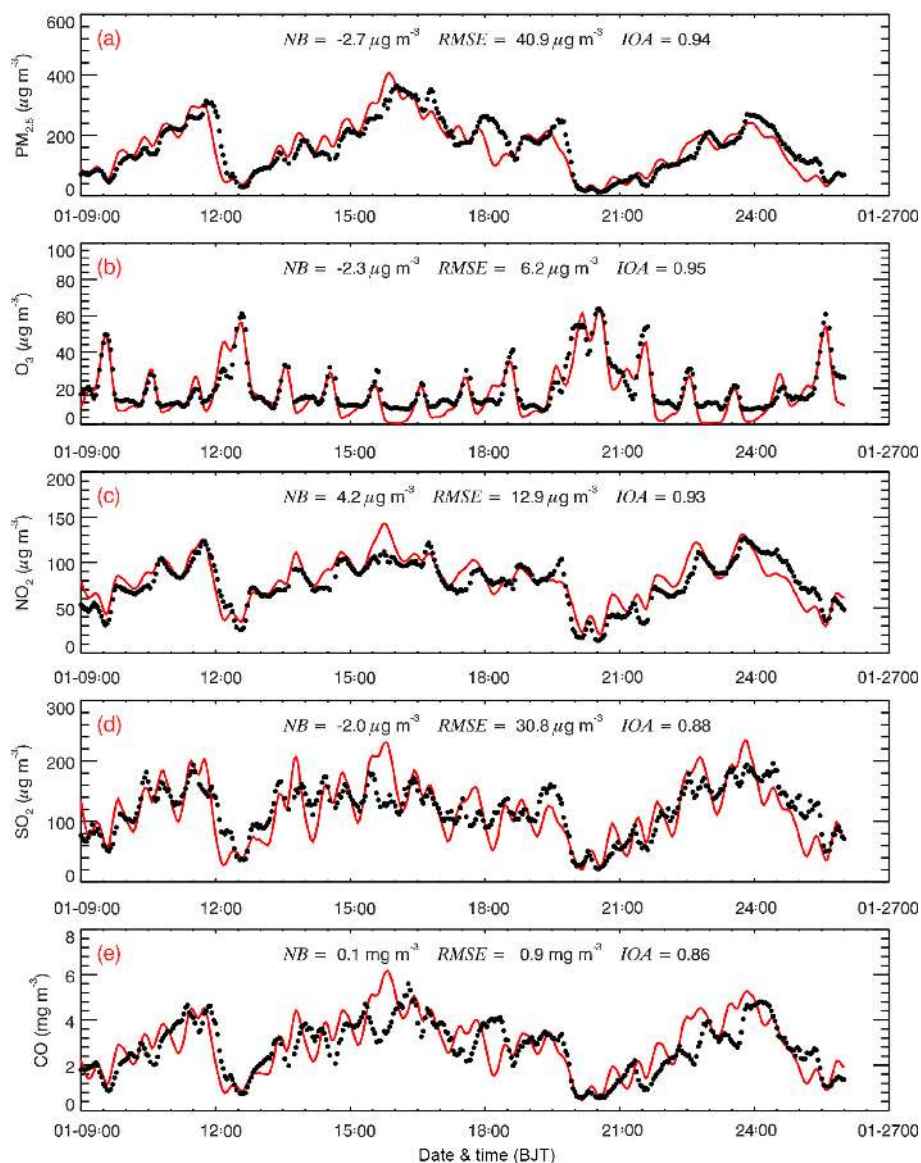 (a) NB = -2.7 μg m-3 RMSE = 40.9 μg m-3 IOA = 0.94
PM2.5 (μg m-3)
600
400
200
0
01-09:00 12:00 15:00 18:00 21:00 24:00 01-2700
(b) NB = -2.3 μg m-3 RMSE = 6.2 μg m-3 IOA = 0.95
O3 (μg m-3)
100
80
60
40
20
0
01-09:00 12:00 15:00 18:00 21:00 24:00 01-2700
(c) NB = 4.2 μg m-3 RMSE = 12.9 μg m-3 IOA = 0.93
NO2 (μg m-3)
200
150
100
50
0
01-09:00 12:00 15:00 18:00 21:00 24:00 01-2700
(d) NB = -2.0 μg m-3 RMSE = 30.8 μg m-3 IOA = 0.88
SO2 (μg m-3)
300
200
100
0
01-09:00 12:00 15:00 18:00 21:00 24:00 01-2700
(e) NB = 0.1 mg m-3 RMSE = 0.9 mg m-3 IOA = 0.86
CO (mg m-3)
8
6
4
2
0
01-09:00 12:00 15:00 18:00 21:00 24:00 01-2700
Date & time (BJT)